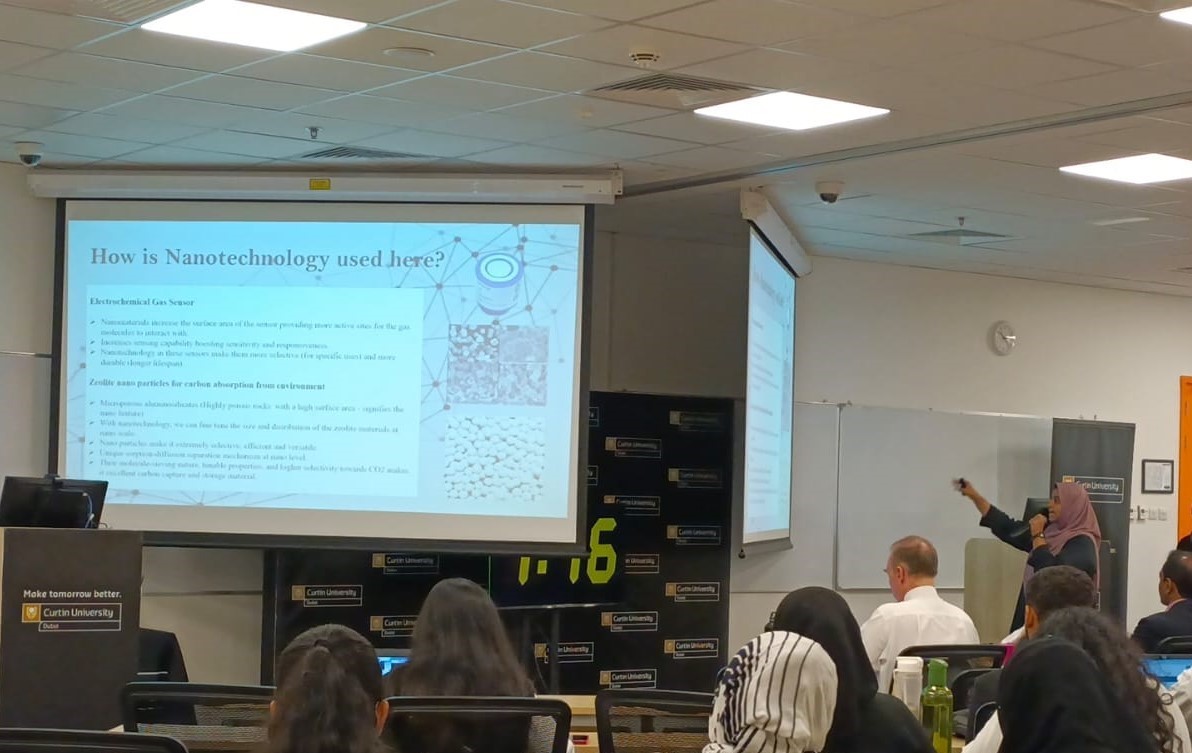 How is Nanotechnology used here?
Electrochemical Gas Sensor
➤ Nanomaterials increase the surface area of the sensor providing more active sites for the gas
molecules to interact with.
➤ Increases sensing capability boosting sensitivity and responsiveness.
➤ Nanotechnology in these sensors make them more selective (for specific uses) and more
durable (longer lifespan)
Zeolite nano particles for carbon absorption from environment
➤ Microporous aluminosilicates (Highly porous rocks with a high surface area - signifies the
nano feature)
➤ With nanotechnology, we can fine tune the size and distribution of the zeolite materials at
nano scale.
➤ Nano particles make it extremely selective, efficient and versatile
➤ Unique sorption-diffusion separation mechanism at nano level.
➤ Their molecular-sieving nature, tunable properties, and higher selectivity towards CO2 makes
it excellent carbon capture and storage material.
Make tomorrow better.
Curtin University
Dubai
1:16
Curtin University
Curtin University
Curtin University
Curtin University
Curtin University
Curtin University
Curtin University
Curtin University
Curtin University
Curtin University
Curtin University